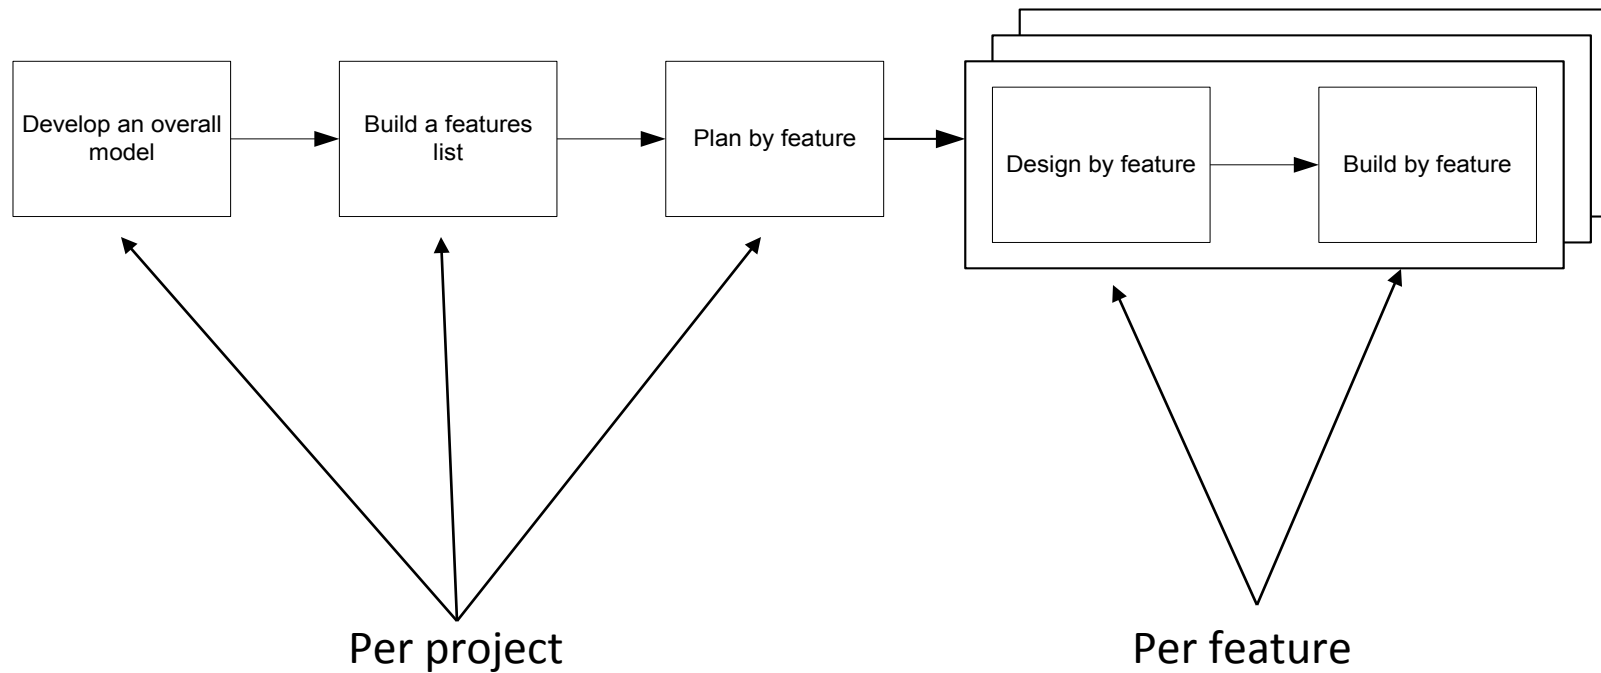 Develop an overall
model
Build a features
list
Plan by feature
Design by feature
Build by feature
Per project
Per feature